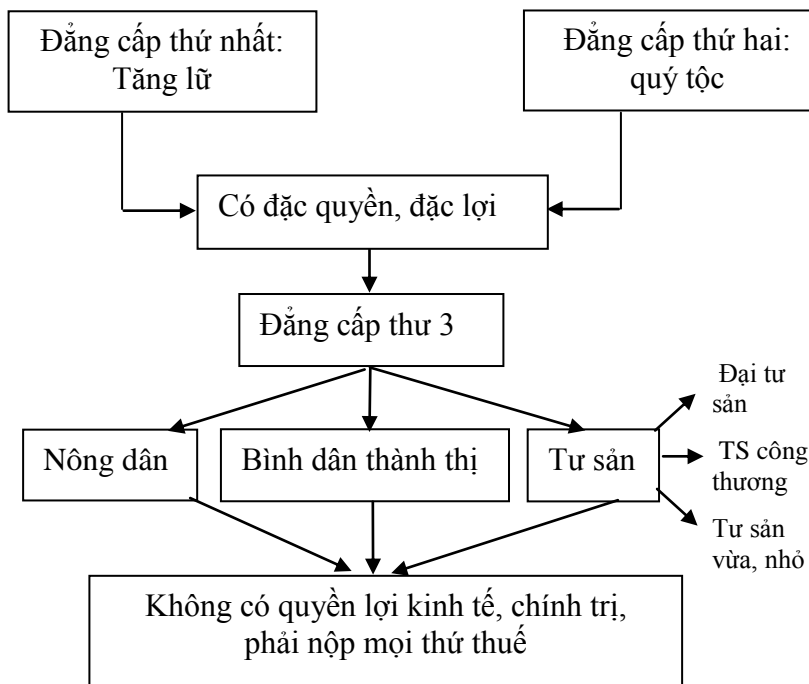 Đẳng cấp thứ nhất:
Tăng lữ
Đẳng cấp thứ hai:
quý tộc
Có đặc quyền, đặc lợi
Đẳng cấp thư 3
Nông dân
Bình dân thành thị
Tư sản
Đại tư
sản
TS công
thương
Tư sản
vừa, nhỏ
Không có quyền lợi kinh tế, chính trị,
phải nộp mọi thứ thuế